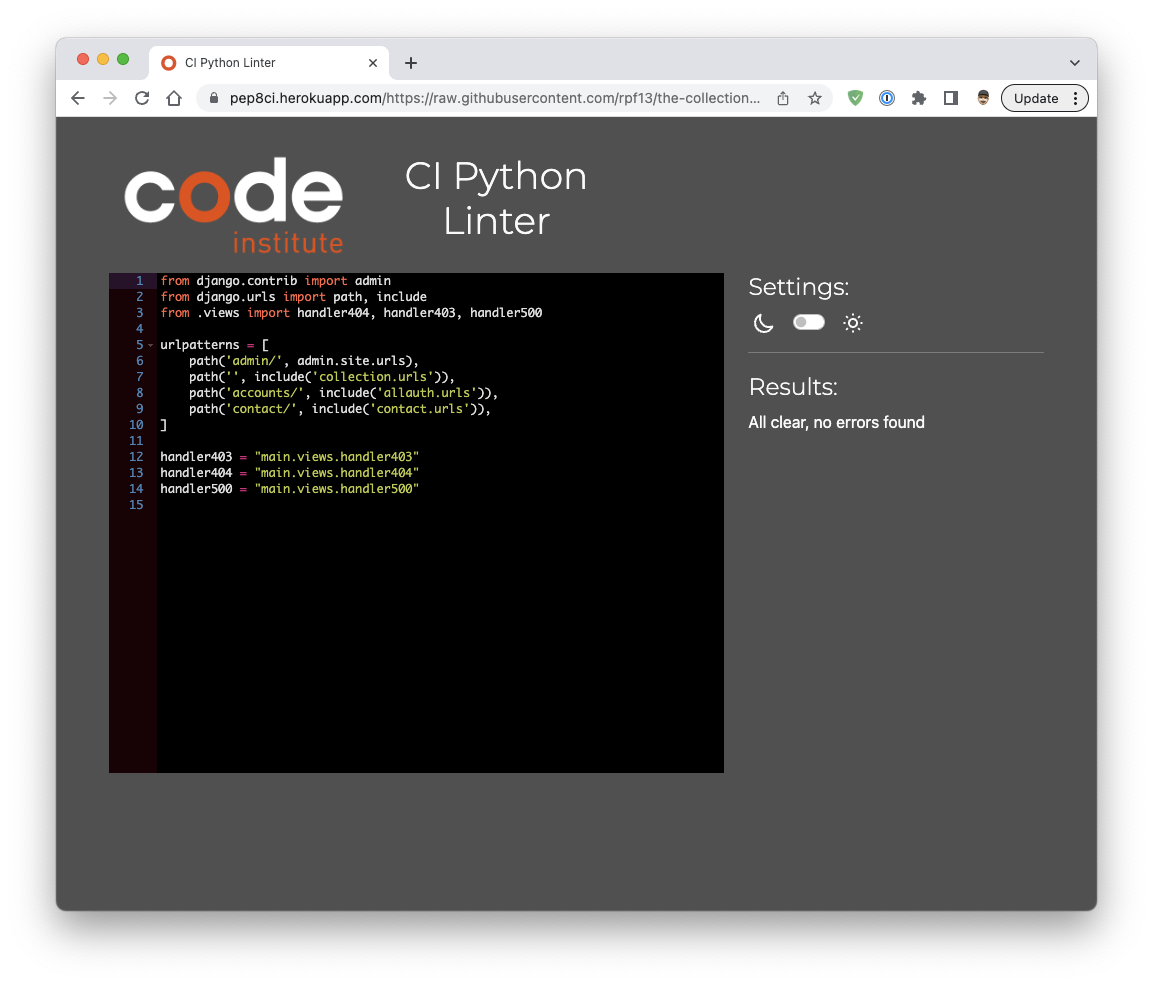 CI Python Linter
pep8ci.herokuapp.com/https://raw.githubusercontent.com/rpf13/the-collection...
Update
code
institute
CI Python
Linter
1 from django.contrib import admin
2 from django.urls import path, include
3 from .views import handler404, handler403, handler500
4
5 urlpatterns = [
6     path('admin/', admin.site.urls),
7     path('', include('collection.urls')),
8     path('accounts/', include('allauth.urls')),
9     path('contact/', include('contact.urls')),
10 ]
11
12 handler403 = "main.views.handler403"
13 handler404 = "main.views.handler404"
14 handler500 = "main.views.handler500"
15
Settings:
Results:
All clear, no errors found